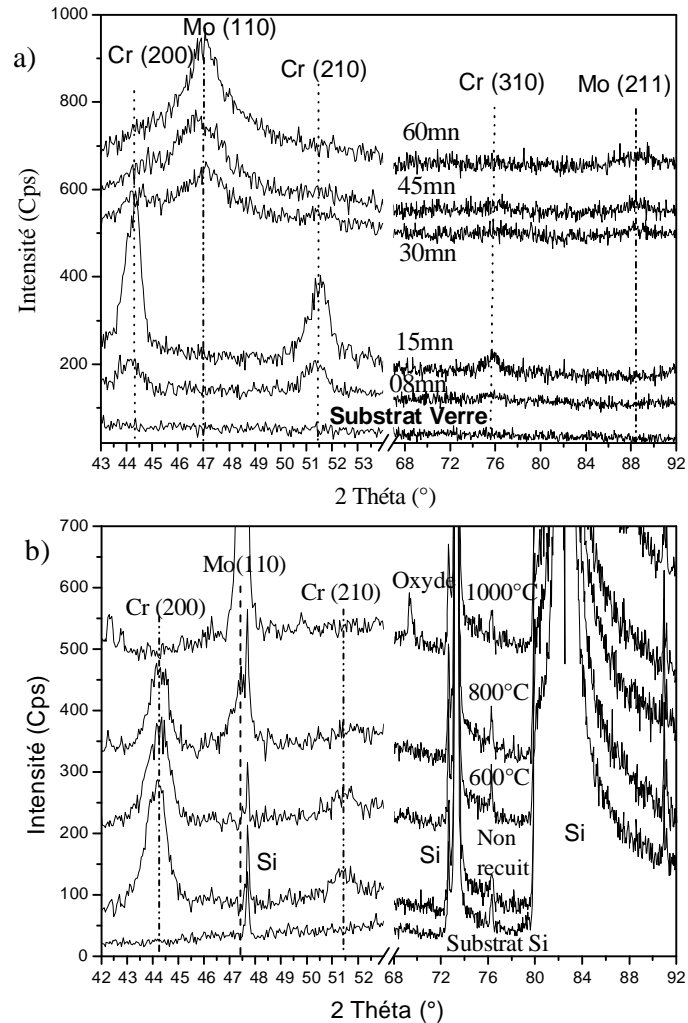 a)
Mo (110)
Cr (200)
Cr (210)
Cr (310)
Mo (211)
1000
800
600
400
200
Intensité (Cps)
60mn
45mn
30mn
15mn
08mn
Substrat Verre
43 44 45 46 47 48 49 50 51 52 53 68 72 76 80 84 88 92
2 Théta (°)
b)
Mo(110)
Cr (200)
Cr (210)
Oxyde
1000°C
800°C
600°C
Non
recuit
Si
Si
Si
Substrat Si
700
600
500
400
300
200
100
0
Intensité (Cps)
42 43 44 45 46 47 48 49 50 51 52 53 68 72 76 80 84 88 92
2 Théta (°)